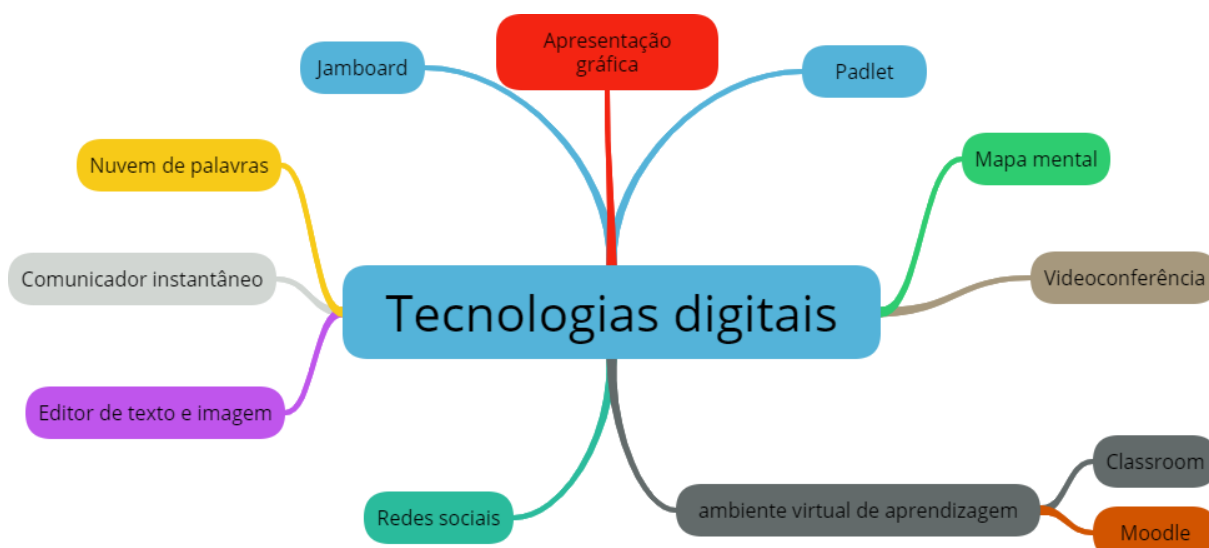 Apresentação
gráfica
Jamboard
Padlet
Nuvem de palavras
Mapa mental
Comunicador instantâneo
Videoconferência
Tecnologias digitais
Editor de texto e imagem
Classroom
Redes sociais
ambiente virtual de aprendizagem
Moodle